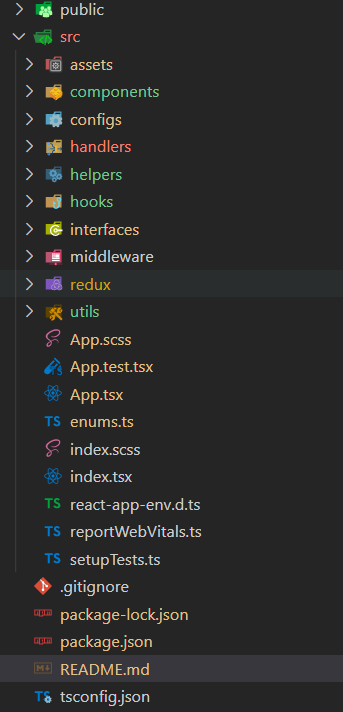 public
src
assets
components
configs
handlers
helpers
hooks
interfaces
middleware
redux
utils
App.scss
App.test.tsx
App.tsx
TS enums.ts
index.scss
index.tsx
TS react-app-env.d.ts
TS reportWebVitals.ts
TS setupTests.ts
.gitignore
package-lock.json
package.json
README.md
TS tsconfig.json